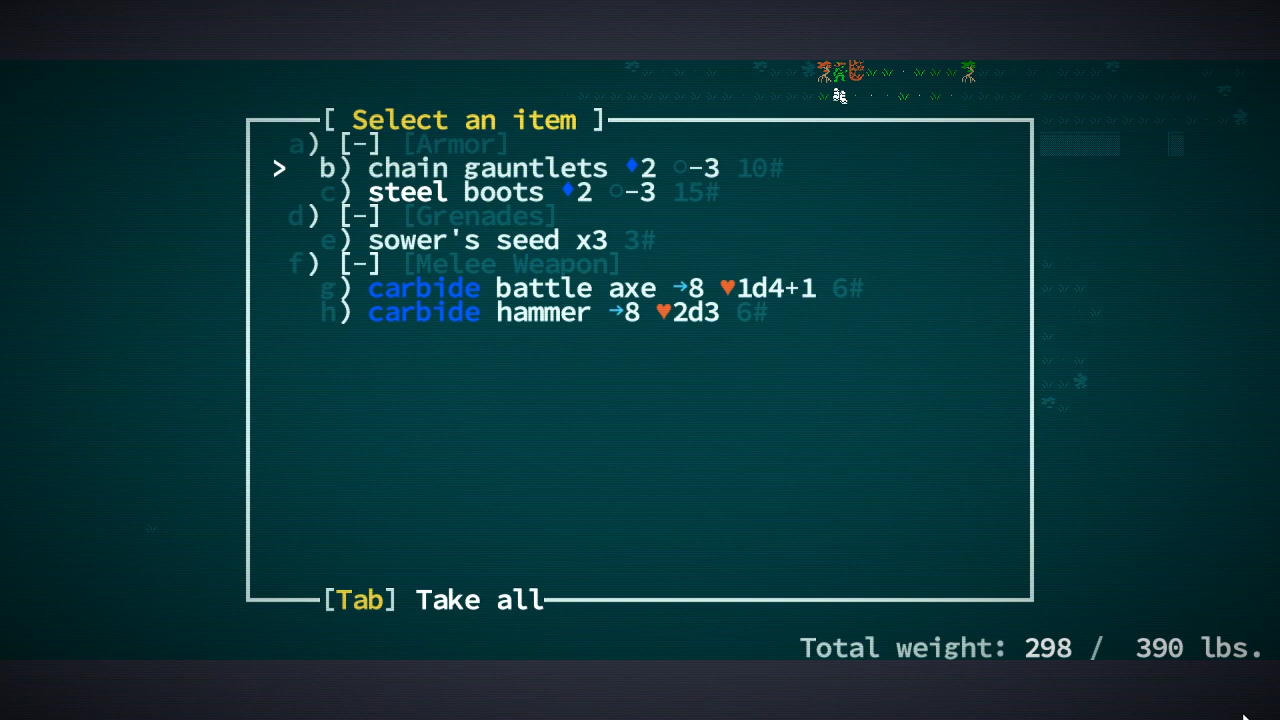 [ Select an item ]
a) [-] [Armor]
> b) chain gauntlets ♦2 ○-3 10#
c) steel boots ♦2 ○-3 15#
d) [-] [Grenades]
e) sower's seed x3 3#
f) [-] [Melee Weapon]
g) carbide battle axe →8 ♥1d4+1 6#
h) carbide hammer →8 ♥2d3 6#
[Tab] Take all
Total weight: 298 / 390 lbs.